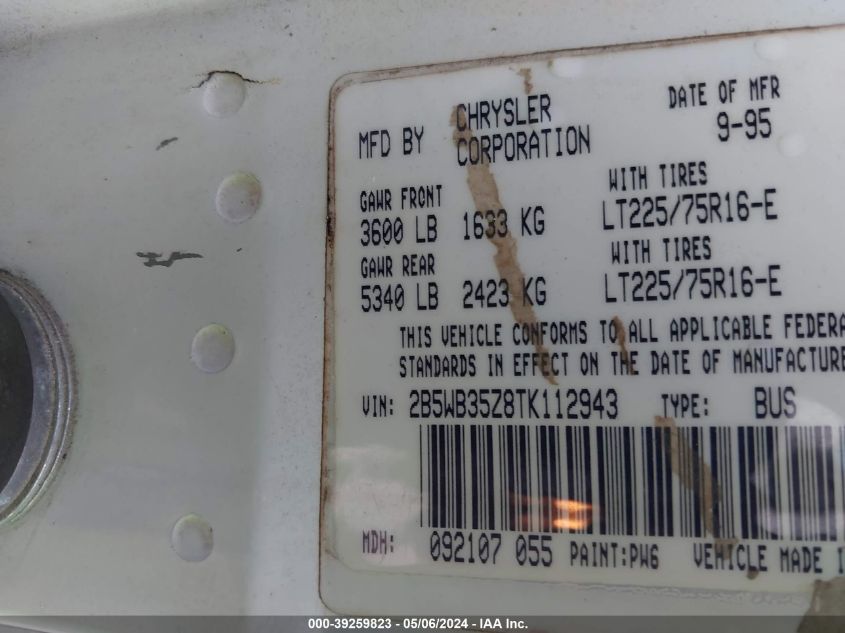 MFD BY CHRYSLER CORPORATION
DATE OF MFR
9-95
GAWR FRONT
WITH TIRES
3600 LB 1633 KG LT225/75R16-E
GAWR REAR
WITH TIRES
5340 LB 2423 KG LT225/75R16-E
THIS VEHICLE CONFORMS TO ALL APPLICABLE FEDERA
STANDARDS IN EFFECT ON THE DATE OF MANUFACTURE
VIN: 2B5WB35Z8TK112943 TYPE: BUS
MDH: 092107 055 PAINT:PW6 VEHICLE MADE I
000-39259823 - 05/06/2024 - IAA Inc.